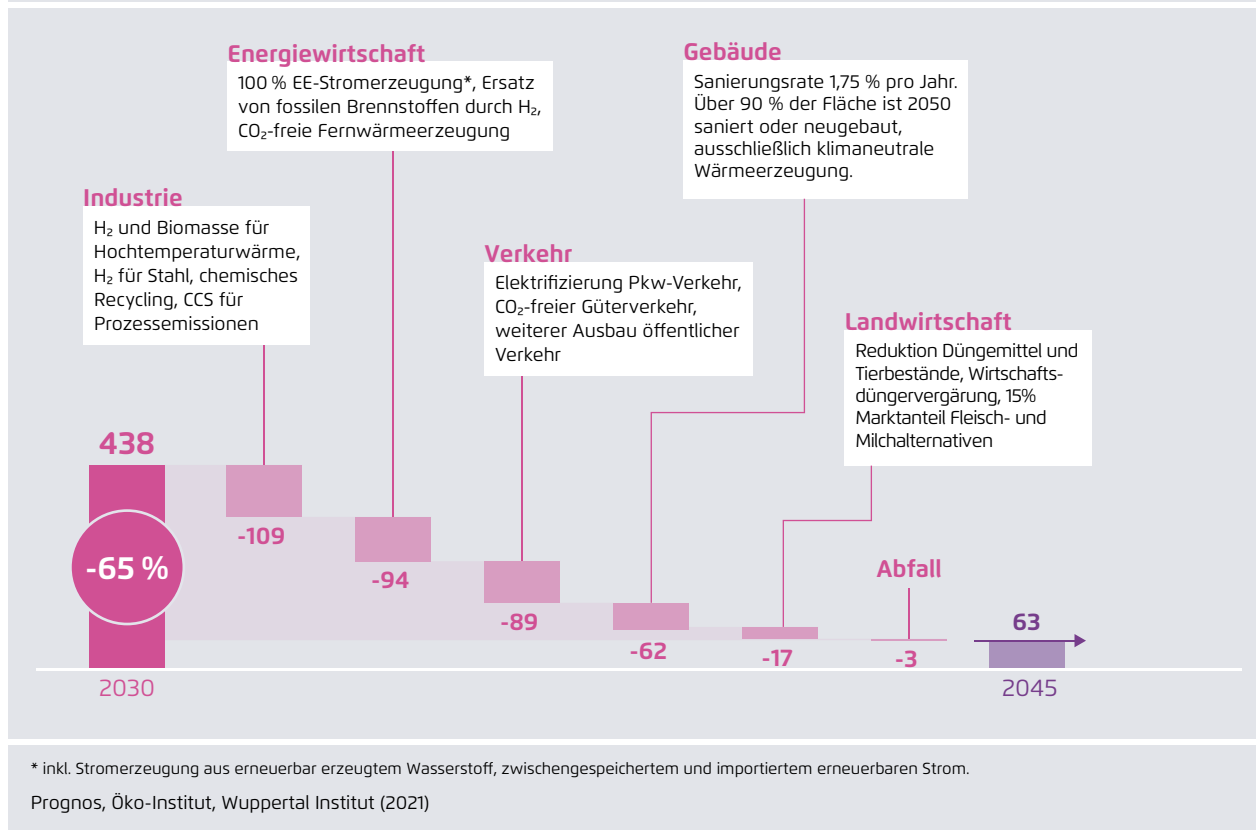 Energiewirtschaft
100 % EE-Stromerzeugung*, Ersatz
von fossilen Brennstoffen durch H₂,
CO₂-freie Fernwärmeerzeugung
Gebäude
Sanierungsrate 1,75 % pro Jahr.
Über 90 % der Fläche ist 2050
saniert oder neugebaut,
ausschließlich klimaneutrale
Wärmeerzeugung.
Industrie
H₂ und Biomasse für
Hochtemperaturwärme,
H₂ für Stahl, chemisches
Recycling, CCS für
Prozessemissionen
Verkehr
Elektrifizierung Pkw-Verkehr,
CO₂-freier Güterverkehr,
weiterer Ausbau öffentlicher
Verkehr
Landwirtschaft
Reduktion Düngemittel und
Tierbestände, Wirtschafts-
düngervergärung, 15%
Marktanteil Fleisch- und
Milchalternativen
438
-65 %
-109
-94
-89
-62
-17
Abfall
-3
63
2030
2045
* inkl. Stromerzeugung aus erneuerbar erzeugtem Wasserstoff, zwischengespeichertem und importiertem erneuerbaren Strom.
Prognos, Öko-Institut, Wuppertal Institut (2021)